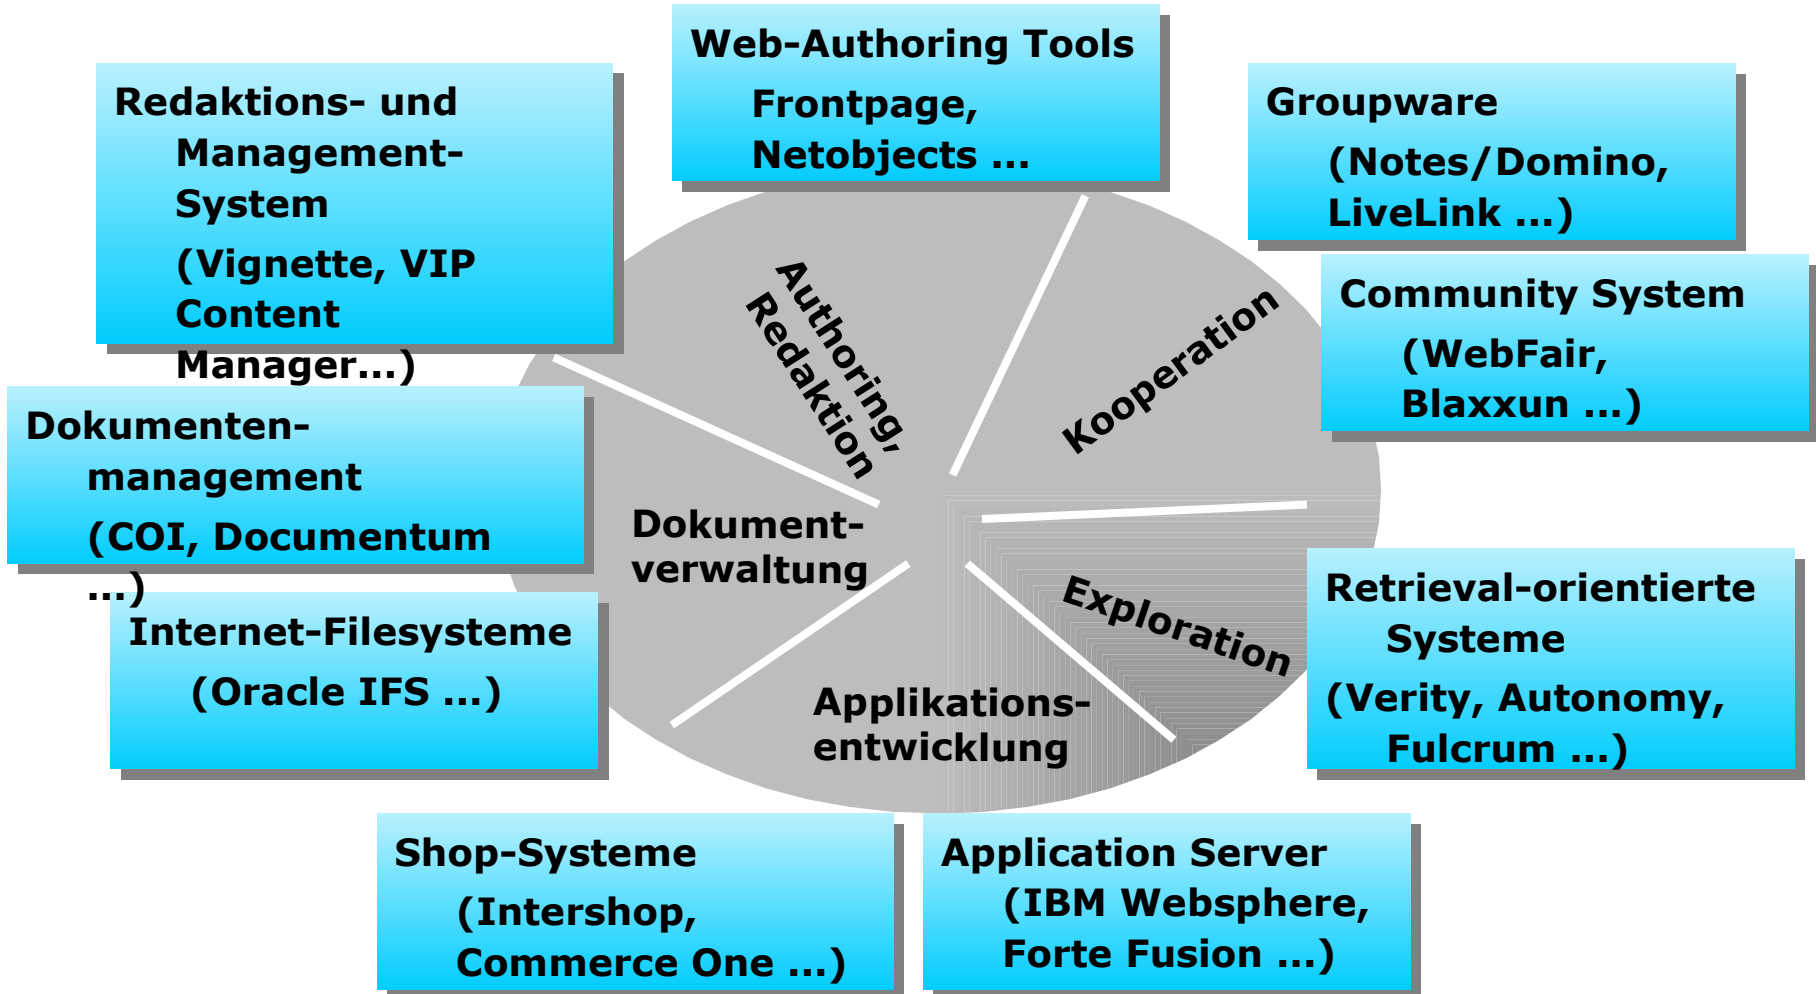 Web-Authoring Tools
Frontpage,
Netobjects ...
Redaktions- und
Management-
System
(Vignette, VIP
Content
Manager...)
Groupware
(Notes/Domino,
LiveLink ...)
Community System
(WebFair,
Blaxxun ...)
Authoring,
Redaktion
Kooperation
Dokumenten-
management
(COI, Documentum
...)
Dokument-
verwaltung
Exploration
Retrieval-orientierte
Systeme
(Verity, Autonomy,
Fulcrum ...)
Internet-Filesysteme
(Oracle IFS ...)
Applikations-
entwicklung
Shop-Systeme
(Intershop,
Commerce One ...)
Application Server
(IBM Websphere,
Forte Fusion ...)